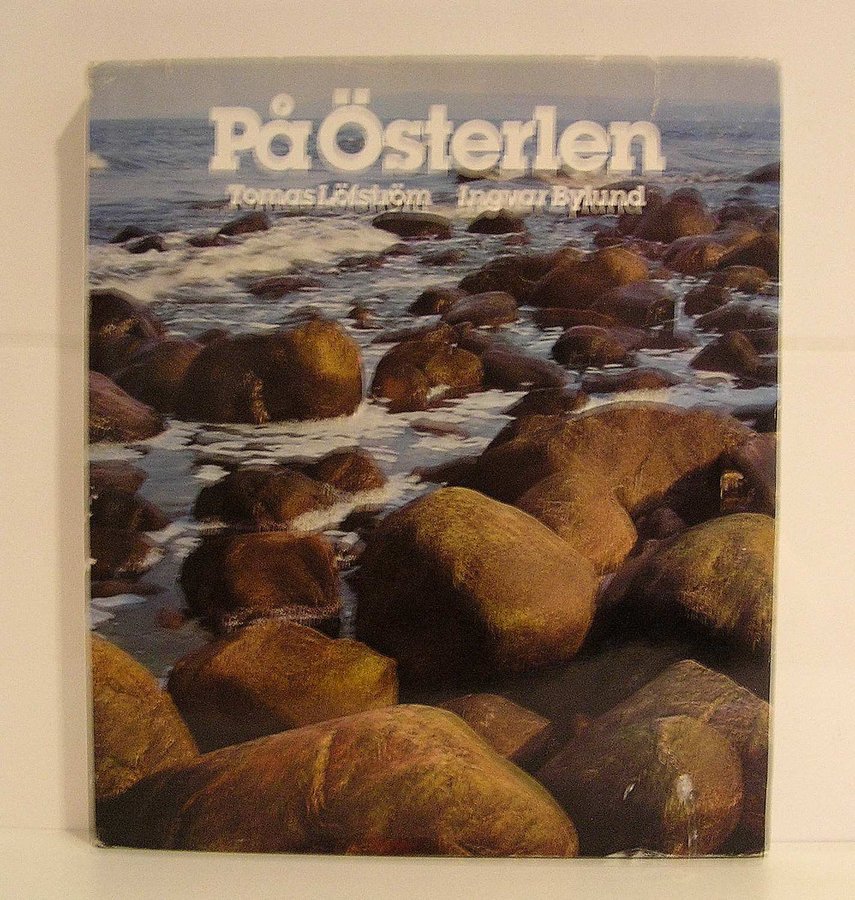 På Österlen
Tomas Löfström Ingvar Bylund